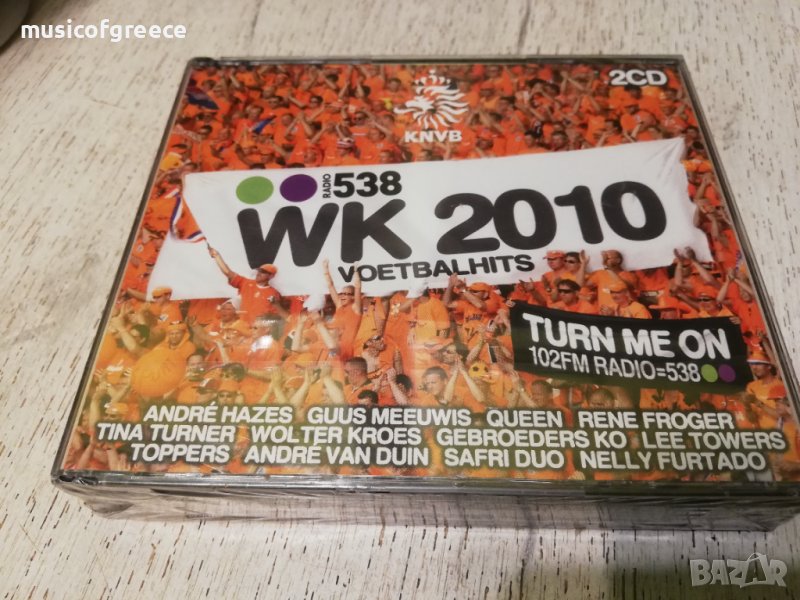 musicofgreece
2CD
KNVB
RADIO 538
WK 2010
VOETBALHITS
TURN ME ON
102FM RADIO=538
ANDRÉ HAZES GUUS MEEUWIS QUEEN RENE FROGER
TINA TURNER WOLTER KROES GEBROEDERS KO LEE TOWERS
TOPPERS ANDRÉ VAN DUIN SAFRI DUO NELLY FURTADO
BAZAR